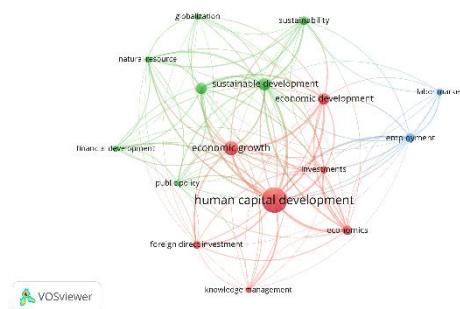 globalization
sustainability
natural resource
sustainable development
economic development
labor market
employment
economic growth
financial development
investments
public policy
human capital development
economics
foreign direct investment
knowledge management
VOSviewer